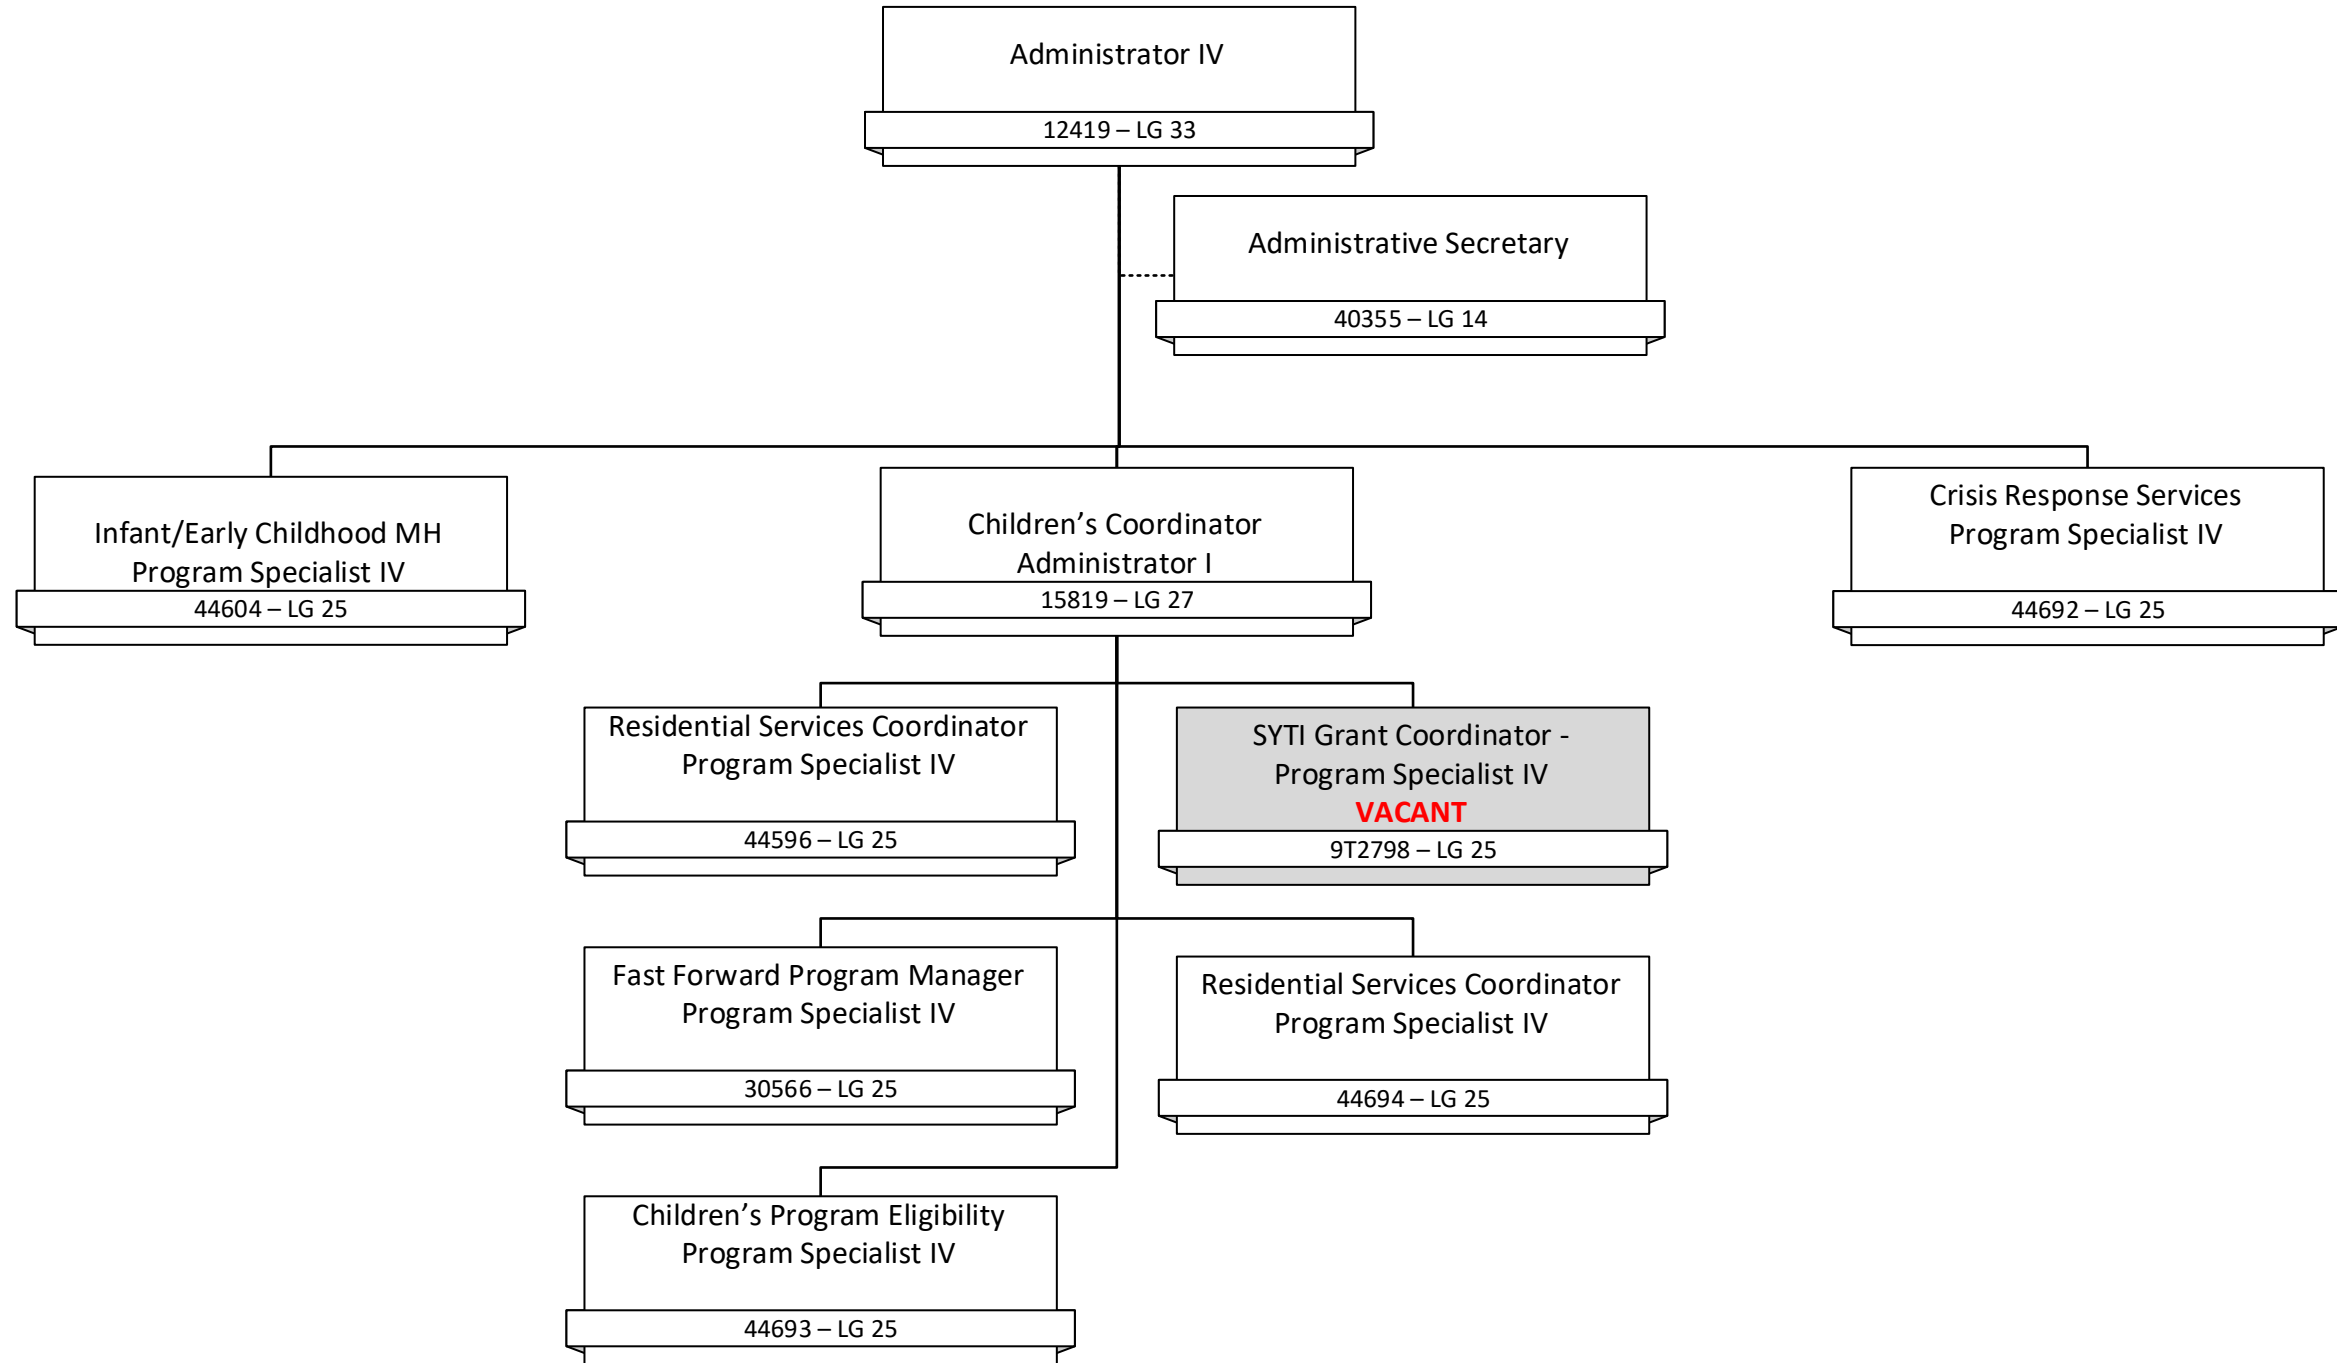 Administrator IV
12419 – LG 33
Administrative Secretary
40355 – LG 14
Infant/Early Childhood MH
Program Specialist IV
44604 – LG 25
Children’s Coordinator
Administrator I
15819 – LG 27
Crisis Response Services
Program Specialist IV
44692 – LG 25
Residential Services Coordinator
Program Specialist IV
44596 – LG 25
SYTI Grant Coordinator -
Program Specialist IV
VACANT
9T2798 – LG 25
Fast Forward Program Manager
Program Specialist IV
30566 – LG 25
Residential Services Coordinator
Program Specialist IV
44694 – LG 25
Children’s Program Eligibility
Program Specialist IV
44693 – LG 25